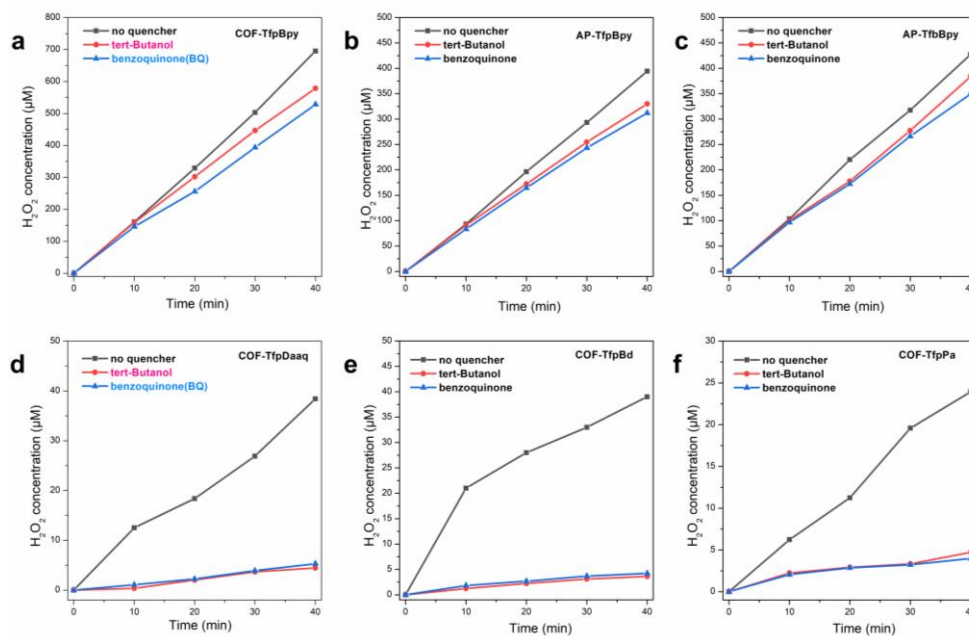 a
no quencher
tert-Butanol
benzoquinone(BQ)
COF-TfpBpy
H₂O₂ concentration (μM)
800
700
600
500
400
300
200
100
0
0 10 20 30 40
Time (min)
b
no quencher
tert-Butanol
benzoquinone
AP-TfpBpy
H₂O₂ concentration (μM)
500
450
400
350
300
250
200
150
100
50
0
0 10 20 30 40
Time (min)
c
no quencher
tert-Butanol
benzoquinone
AP-TfbBpy
H₂O₂ concentration (μM)
500
450
400
350
300
250
200
150
100
50
0
0 10 20 30 40
Time (min)
d
no quencher
tert-Butanol
benzoquinone(BQ)
COF-TfpDaaq
H₂O₂ concentration (μM)
50
40
30
20
10
0
0 10 20 30 40
Time (min)
e
no quencher
tert-Butanol
benzoquinone
COF-TfpBd
H₂O₂ concentration (μM)
50
45
40
35
30
25
20
15
10
5
0
0 10 20 30 40
Time (min)
f
no quencher
tert-Butanol
benzoquinone
COF-TfpPa
H₂O₂ concentration (μM)
30
25
20
15
10
5
0
0 10 20 30 40
Time (min)